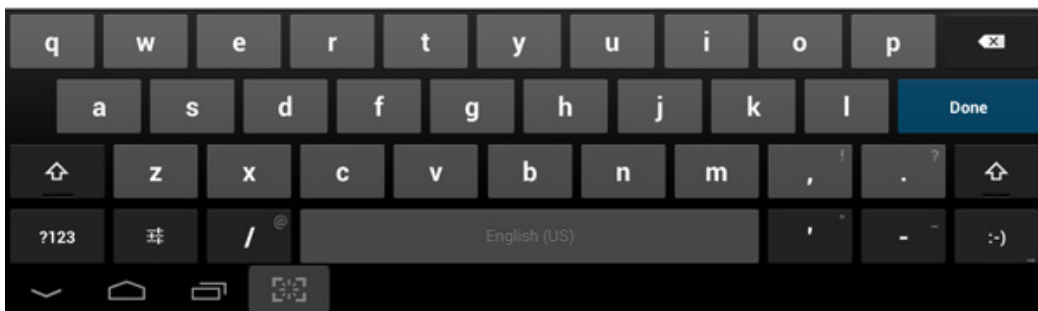 q w e r t y u i o p
a s d f g h j k l Done
z x c v b n m , ! . ?
?123 / @ English (US) ' " - _ :-)